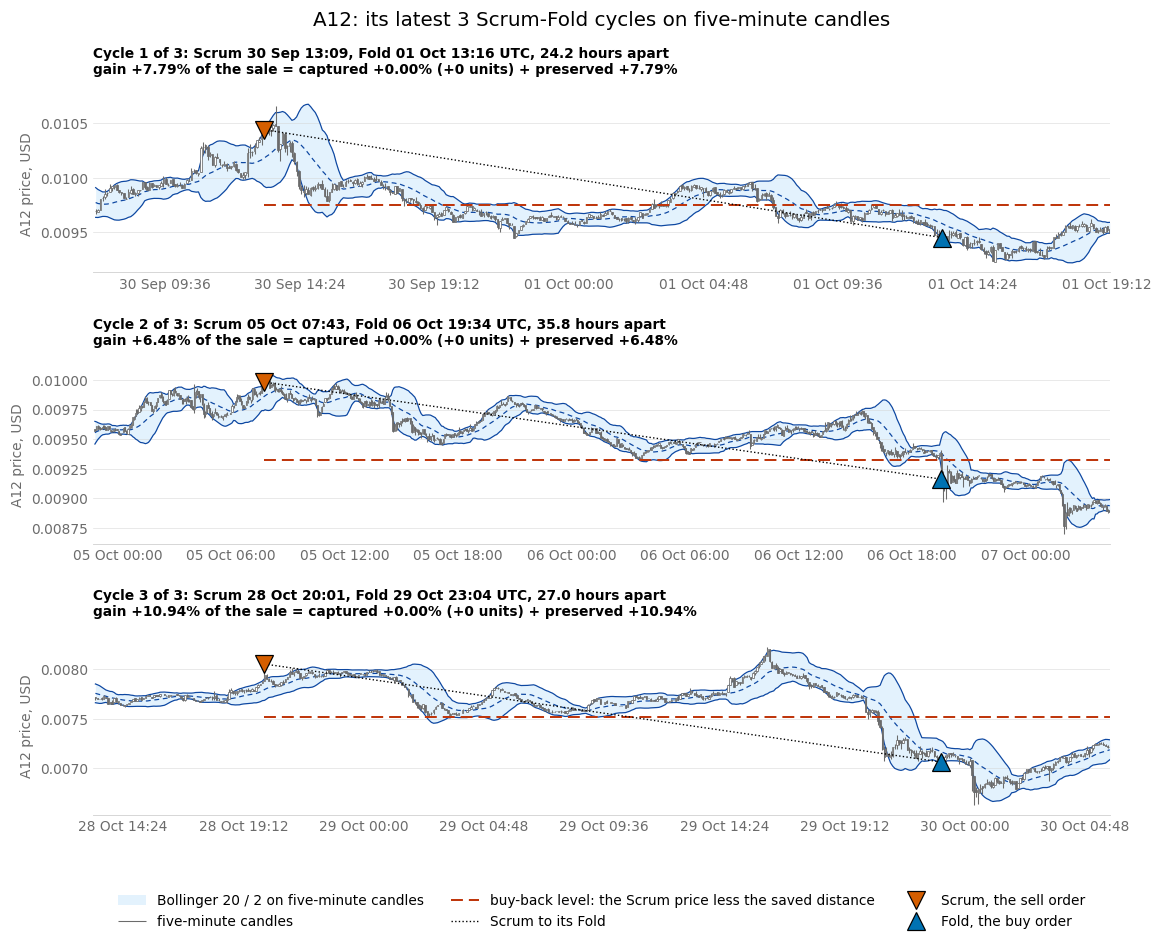 A12: its latest 3 Scrum-Fold cycles on five-minute candles
Cycle 1 of 3: Scrum 30 Sep 13:09, Fold 01 Oct 13:16 UTC, 24.2 hours apart
gain +7.79% of the sale = captured +0.00% (+0 units) + preserved +7.79%
A12 price, USD
0.0105
0.0100
0.0095
30 Sep 09:36
30 Sep 14:24
30 Sep 19:12
01 Oct 00:00
01 Oct 04:48
01 Oct 09:36
01 Oct 14:24
01 Oct 19:12
Cycle 2 of 3: Scrum 05 Oct 07:43, Fold 06 Oct 19:34 UTC, 35.8 hours apart
gain +6.48% of the sale = captured +0.00% (+0 units) + preserved +6.48%
A12 price, USD
0.01000
0.00975
0.00950
0.00925
0.00900
0.00875
05 Oct 00:00
05 Oct 06:00
05 Oct 12:00
05 Oct 18:00
06 Oct 00:00
06 Oct 06:00
06 Oct 12:00
06 Oct 18:00
07 Oct 00:00
Cycle 3 of 3: Scrum 28 Oct 20:01, Fold 29 Oct 23:04 UTC, 27.0 hours apart
gain +10.94% of the sale = captured +0.00% (+0 units) + preserved +10.94%
A12 price, USD
0.0080
0.0075
0.0070
28 Oct 14:24
28 Oct 19:12
29 Oct 00:00
29 Oct 04:48
29 Oct 09:36
29 Oct 14:24
29 Oct 19:12
30 Oct 00:00
30 Oct 04:48
Bollinger 20 / 2 on five-minute candles
five-minute candles
buy-back level: the Scrum price less the saved distance
Scrum to its Fold
Scrum, the sell order
Fold, the buy order